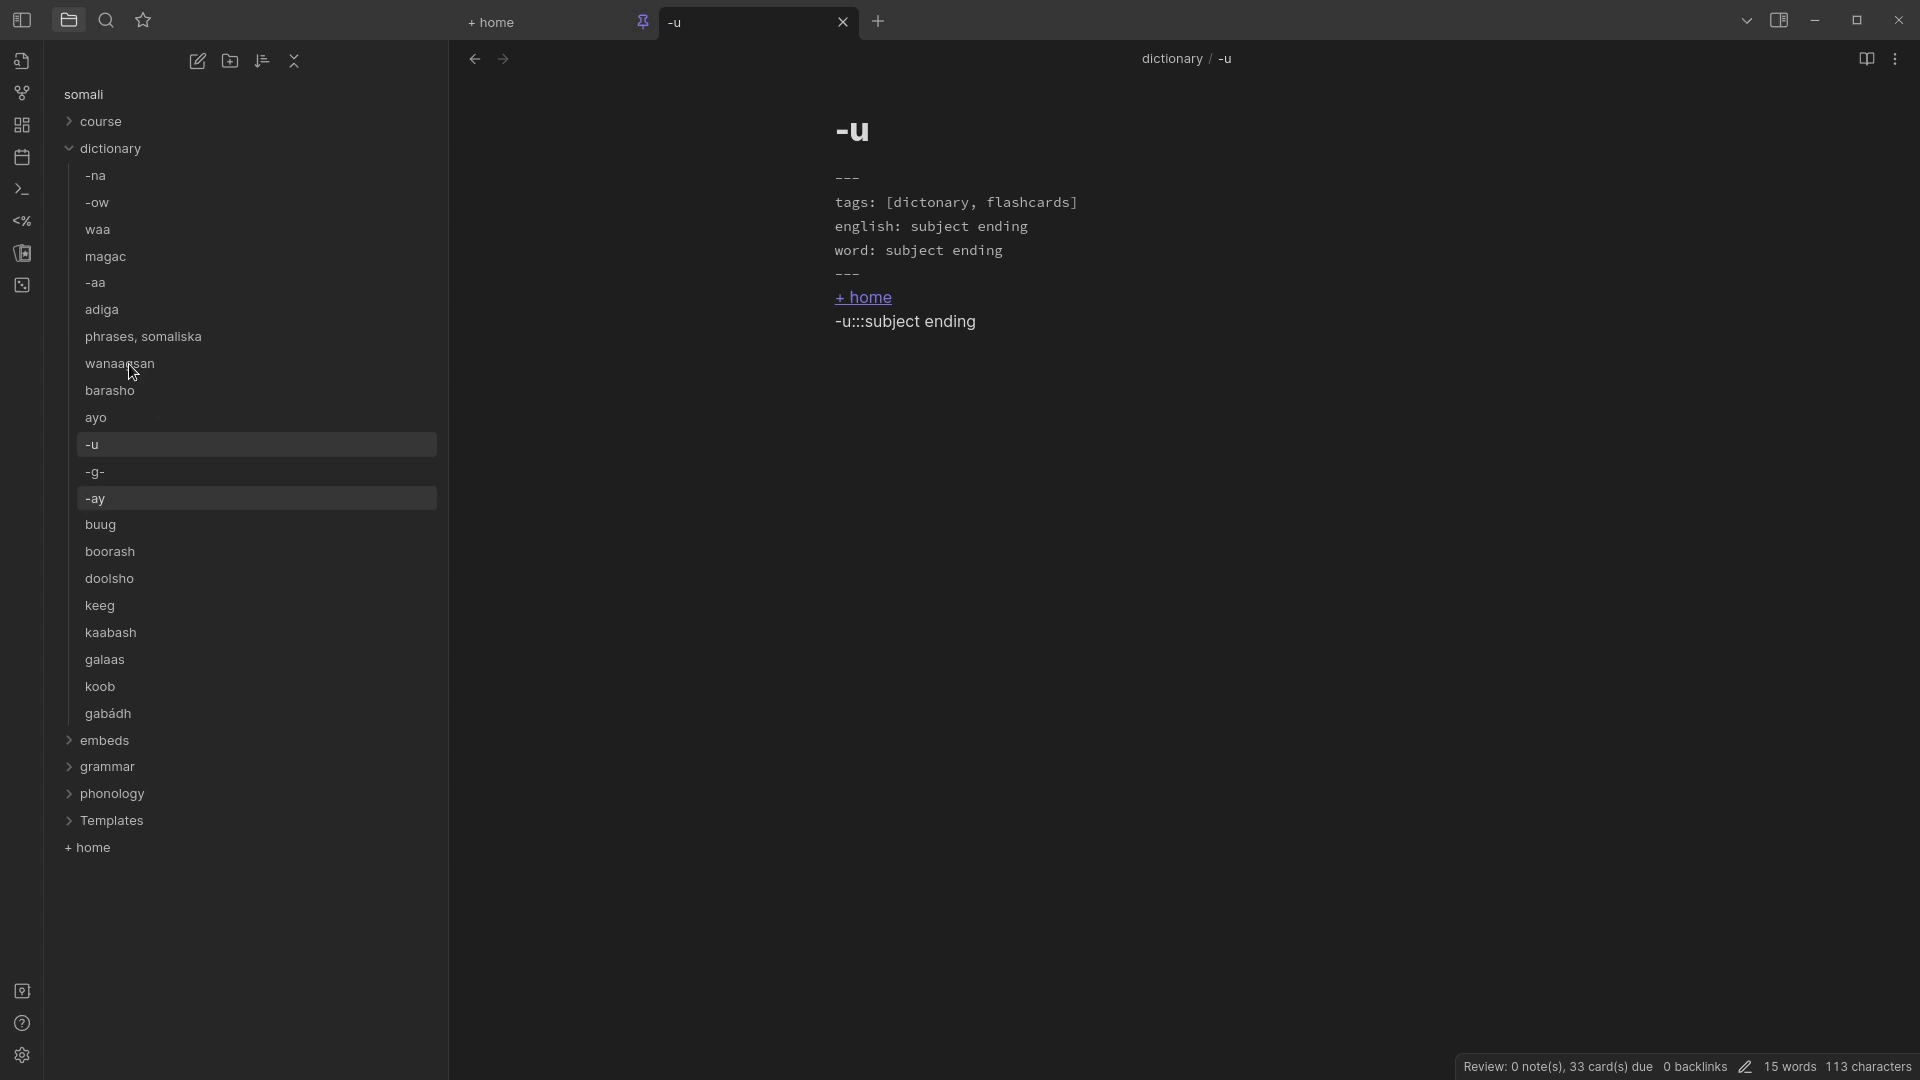 + home
-u
dictionary / -u
somali
course
dictionary
-na
-ow
waa
magac
-aa
adiga
phrases, somaliska
wanaagsan
barasho
ayo
-u
-g-
-ay
buug
boorash
doolsho
keeg
kaabash
galaas
koob
gabádh
embeds
grammar
phonology
Templates
+ home
-u
---
tags: [dictonary, flashcards]
english: subject ending
word: subject ending
---
+ home
-u:::subject ending
Review: 0 note(s), 33 card(s) due 0 backlinks 15 words 113 characters